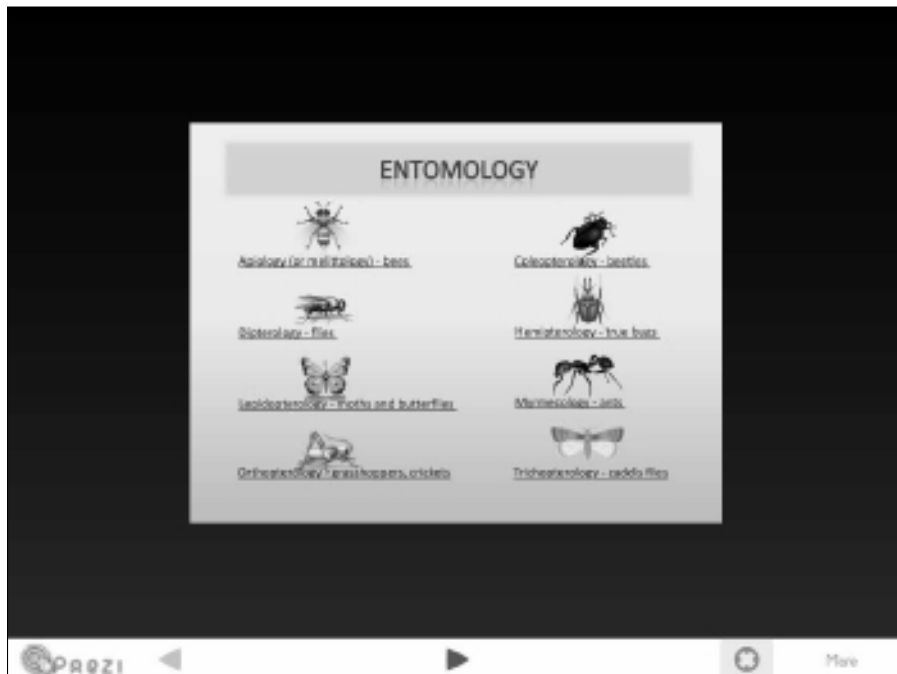 ENTOMOLOGY
Apiology (or melittology) - bees
Coleopterology - beetles
Dipterology - flies
Hemipterology - true bugs
Lepidopterology - moths and butterflies
Myrmecology - ants
Orthopterology - grasshoppers, crickets
Trichopterology - caddis flies
PREZI
More